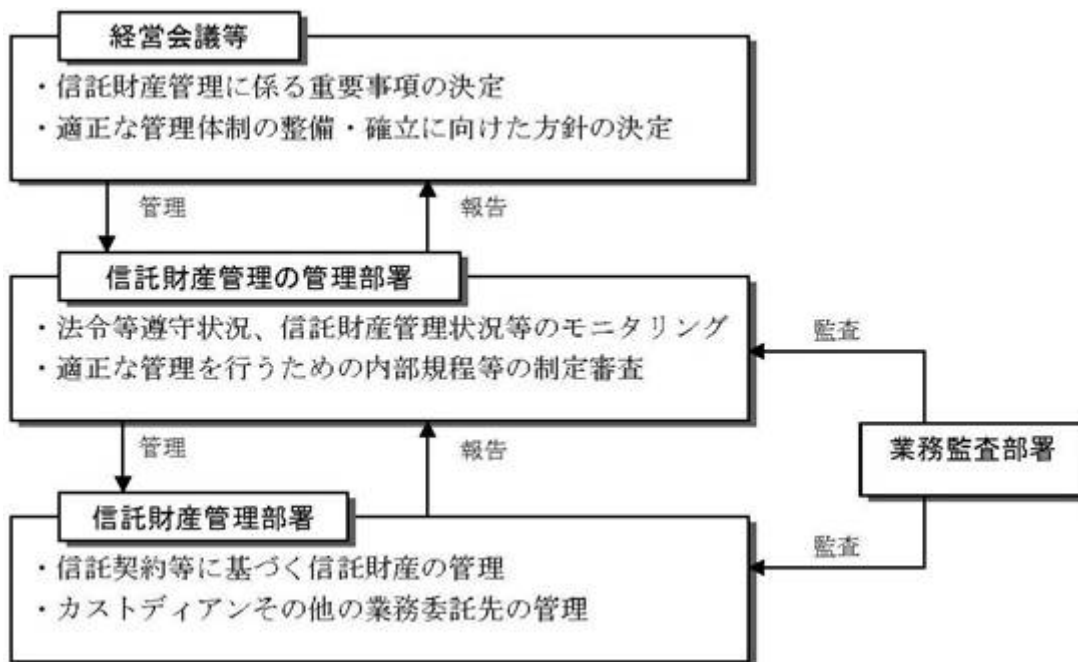 経営会議等
・信託財産管理に係る重要事項の決定
・適正な管理体制の整備・確立に向けた方針の決定
管理
報告
信託財産管理の管理部署
・法令等遵守状況、信託財産管理状況等のモニタリング
・適正な管理を行うための内部規程等の制定審査
監査
管理
報告
業務監査部署
信託財産管理部署
・信託契約等に基づく信託財産の管理
・カストディアンその他の業務委託先の管理
監査